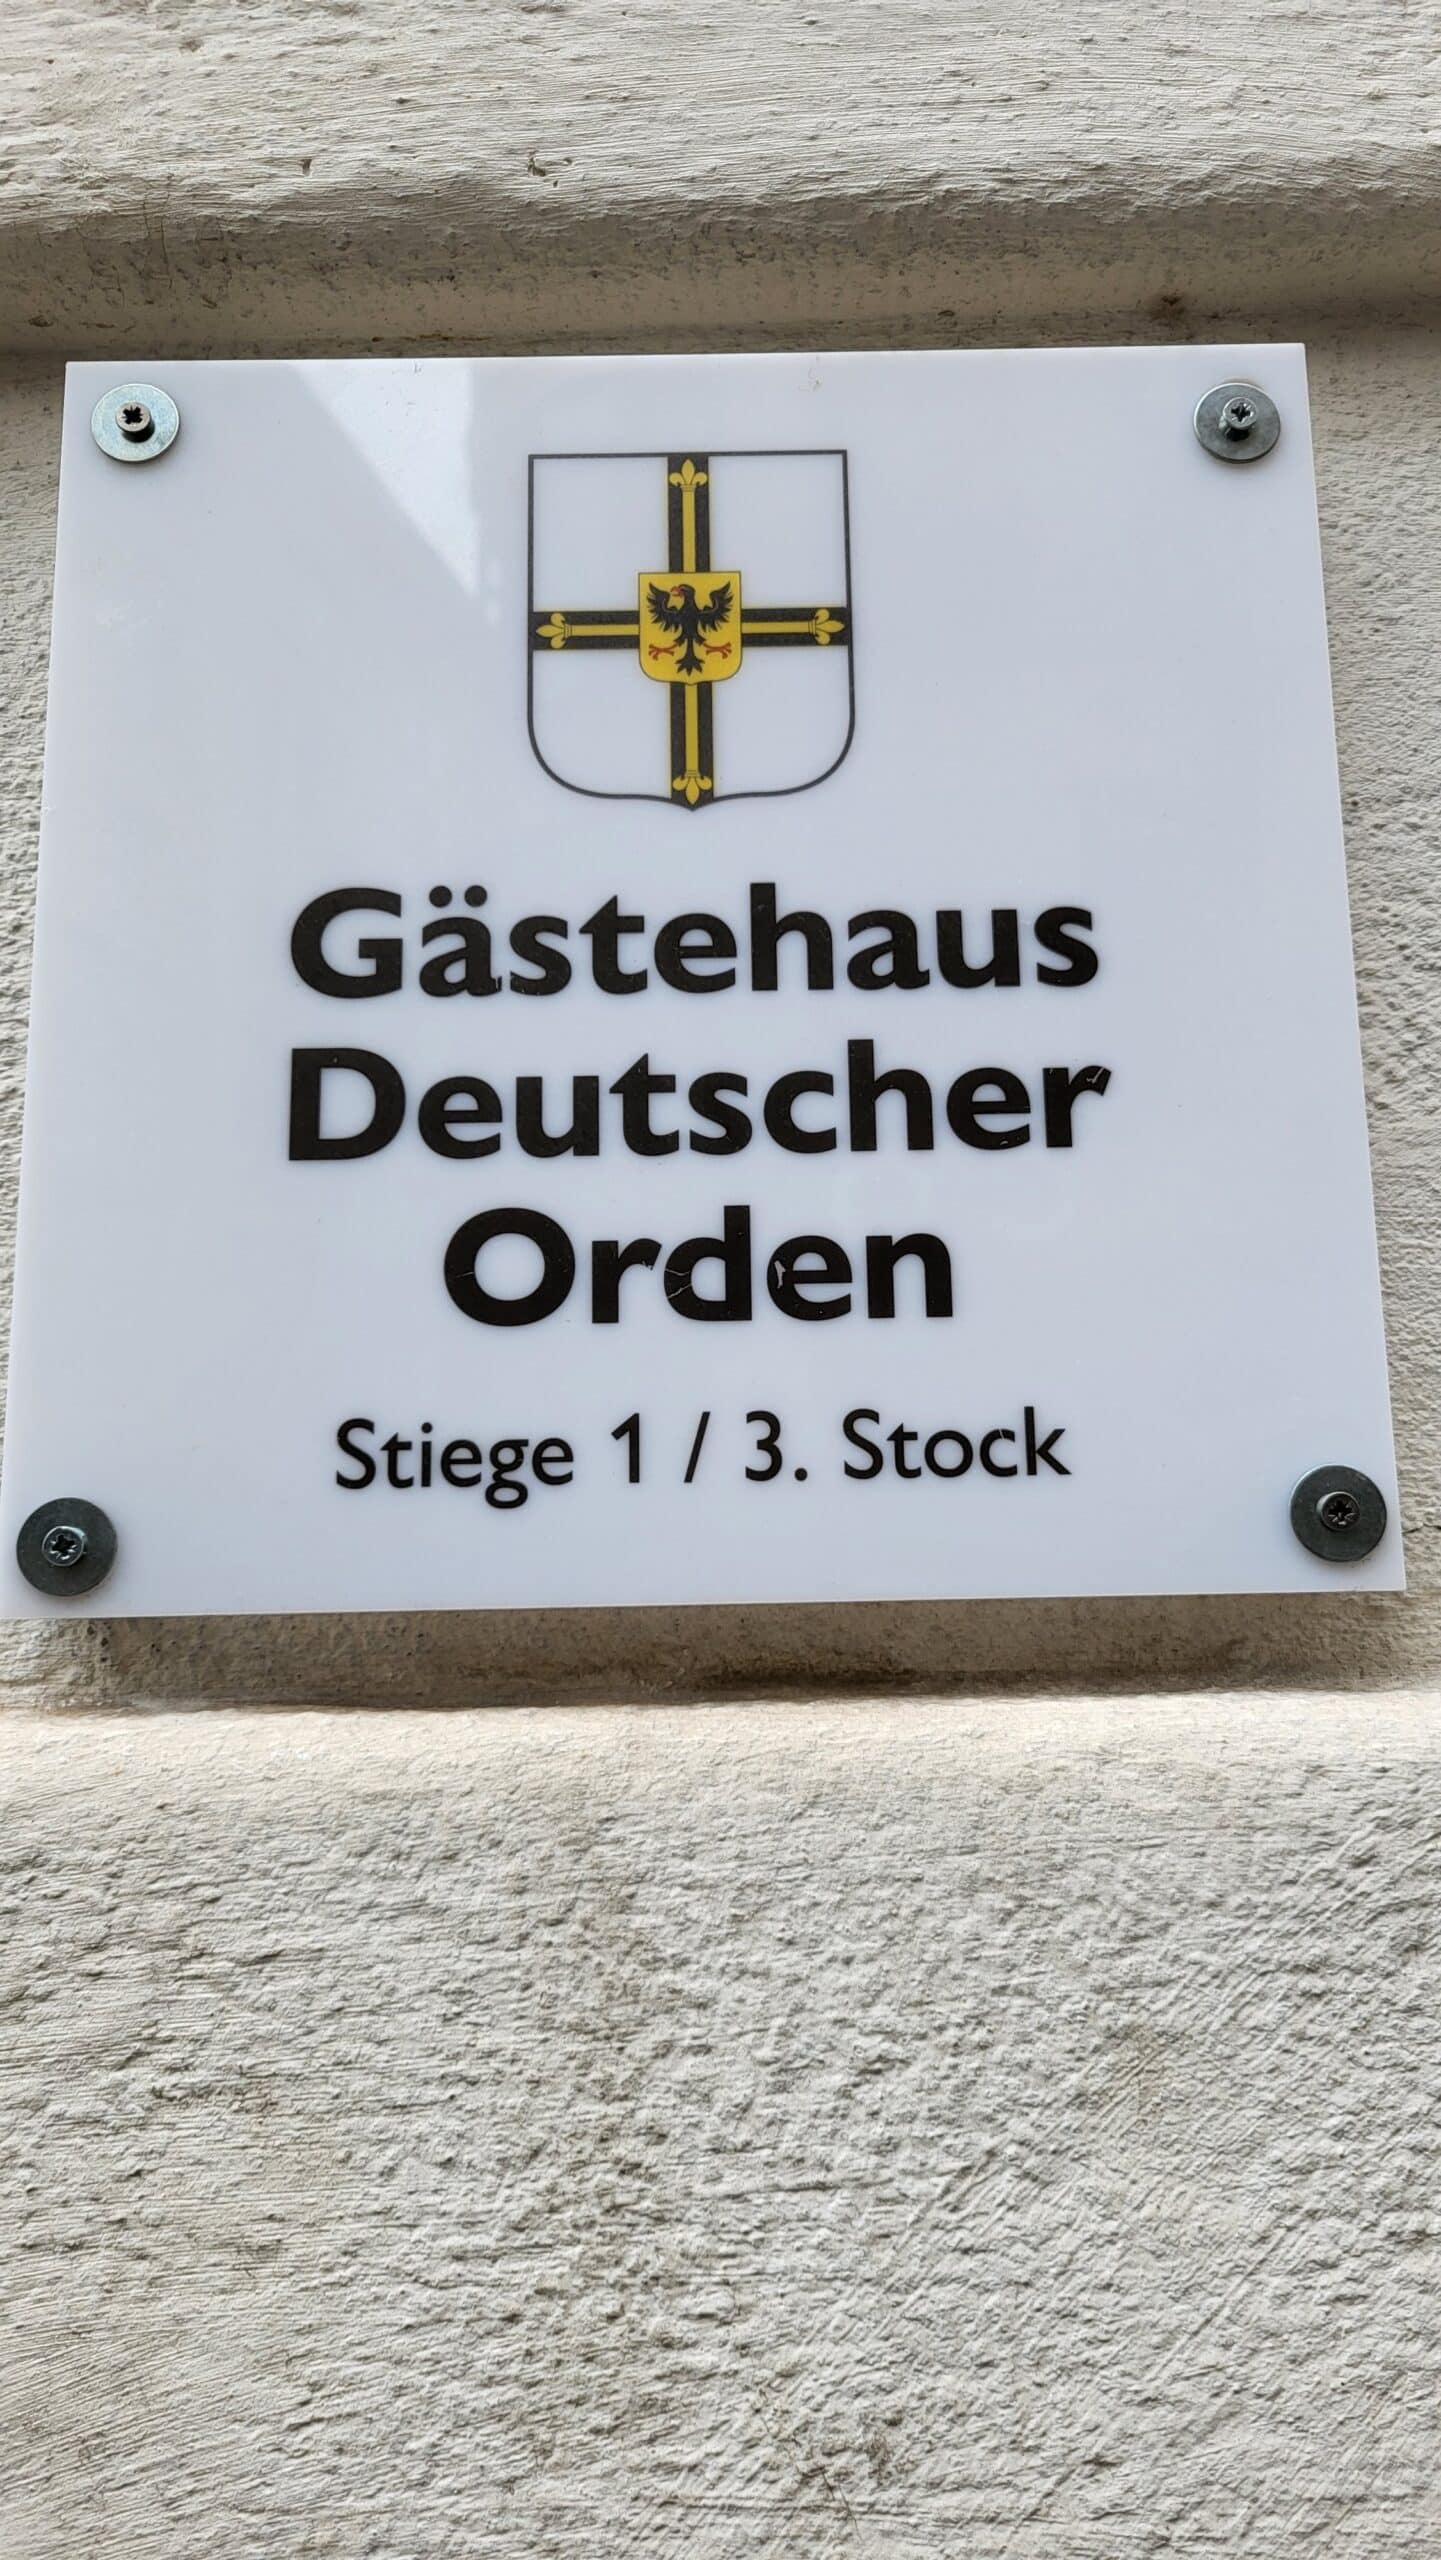 Gästehaus
Deutscher
Orden
Stiege 1 / 3. Stock